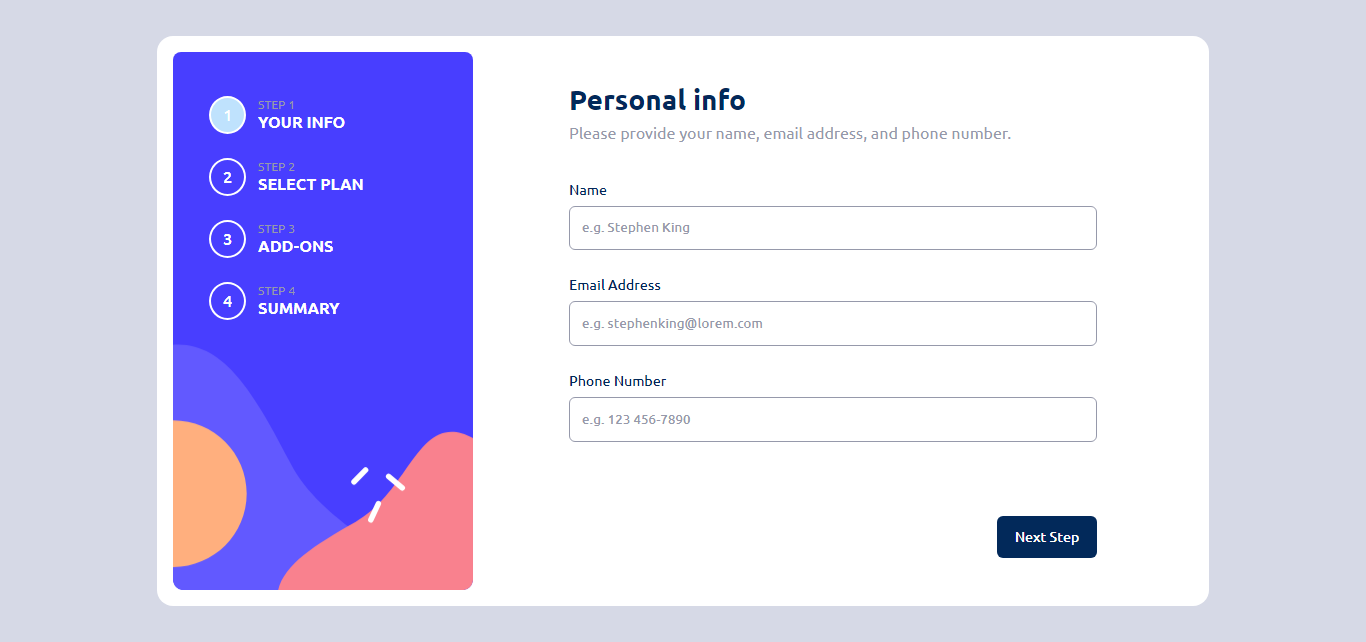 1
STEP 1
YOUR INFO
2
STEP 2
SELECT PLAN
3
STEP 3
ADD-ONS
4
STEP 4
SUMMARY
Personal info
Please provide your name, email address, and phone number.
Name
e.g. Stephen King
Email Address
e.g. stephenking@lorem.com
Phone Number
e.g. 123 456-7890
Next Step